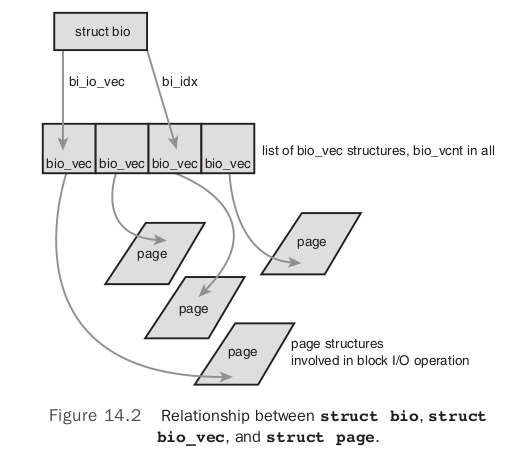 struct bio
bi_io_vec
bi_idx
bio_vec bio_vec bio_vec bio_vec
list of bio_vec structures, bio_vcnt in all
page
page
page
page
page structures
involved in block I/O operation
Figure 14.2 Relationship between struct bio, struct
bio_vec, and struct page.